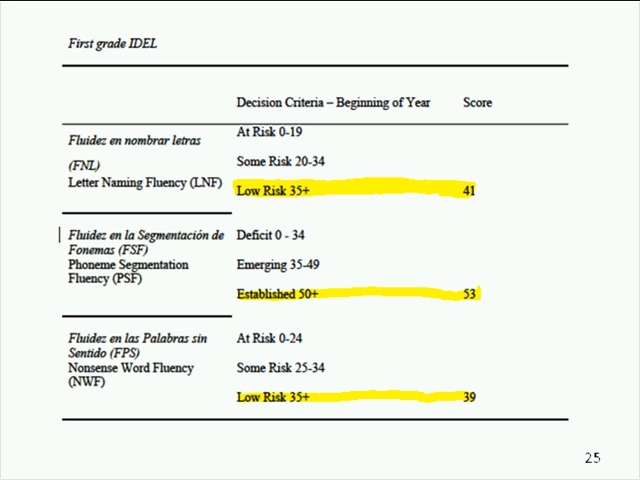 First grade IDEL
Decision Criteria – Beginning of Year Score
Fluidez en nombrar letras
(FNL)
Letter Naming Fluency (LNF)
At Risk 0-19
Some Risk 20-34
Low Risk 35+ 41
Fluidez en la Segmentación de
Fonemas (FSF)
Phoneme Segmentation
Fluency (PSF)
Deficit 0 - 34
Emerging 35-49
Established 50+ 53
Fluidez en las Palabras sin
Sentido (FPS)
Nonsense Word Fluency
(NWF)
At Risk 0-24
Some Risk 25-34
Low Risk 35+ 39
25